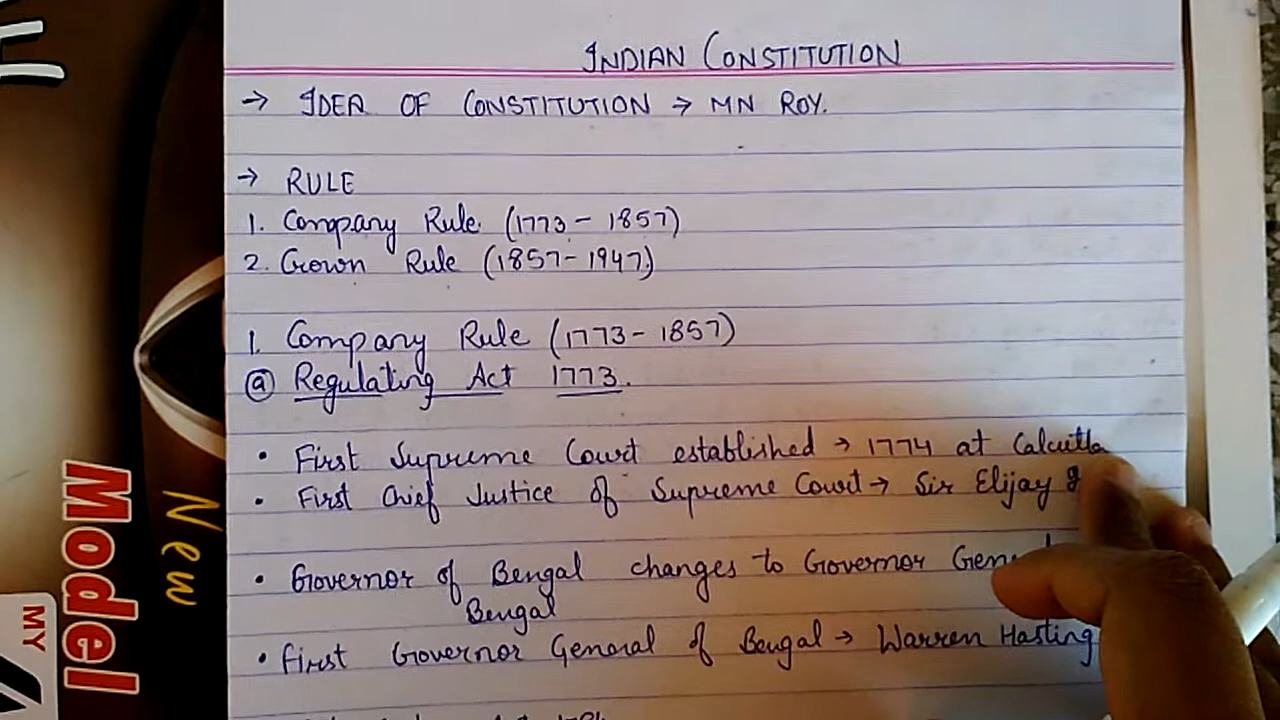 INDIAN CONSTITUTION
→ IDEA OF CONSTITUTION → MN ROY.
→ RULE
1. Company Rule (1773 - 1857)
2. Crown Rule (1857 - 1947)
1. Company Rule (1773 - 1857)
ⓐ Regulating Act 1773.
• First Supreme Court established → 1774 at Calcutta
• First Chief Justice of Supreme Court → Sir Elijay
• Governor of Bengal changes to Governor
Bengal
• First Governor General of Bengal → Warren Hasting
New
Model
MY